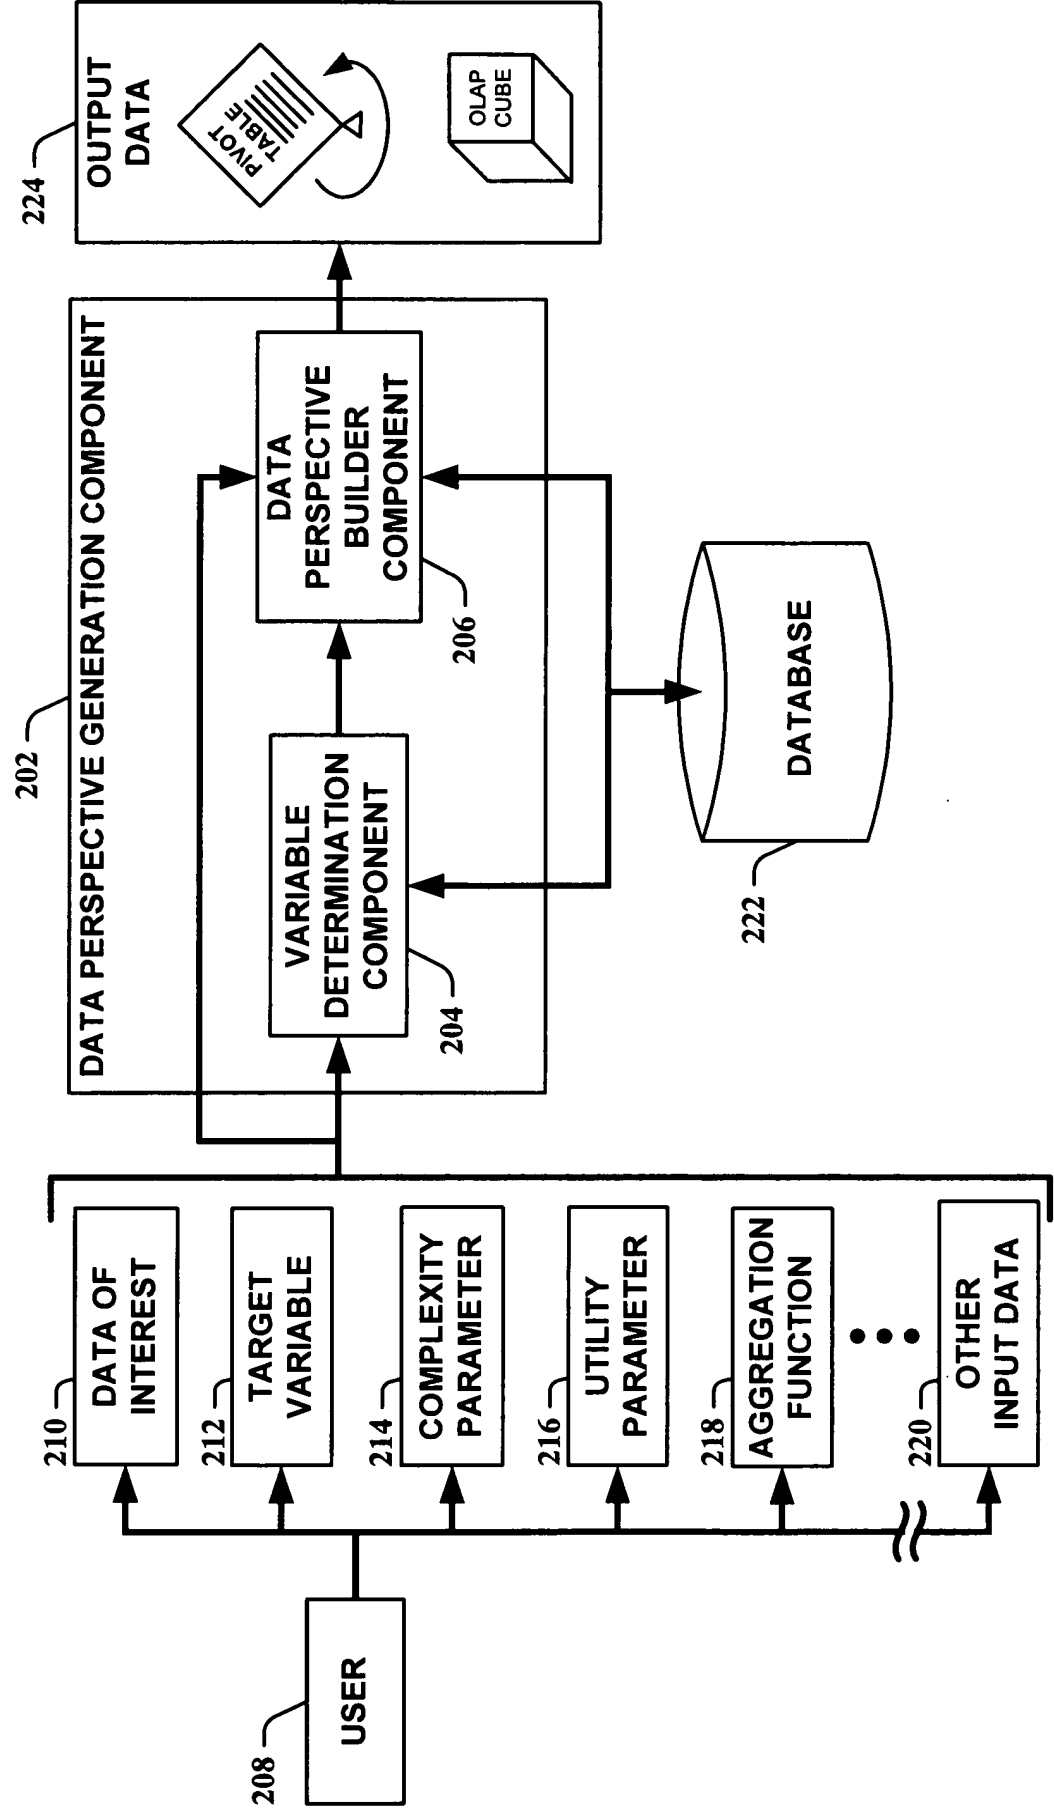 202
DATA PERSPECTIVE GENERATION COMPONENT
208
USER
210
DATA OF
INTEREST
212
TARGET
VARIABLE
214
COMPLEXITY
PARAMETER
216
UTILITY
PARAMETER
218
AGGREGATION
FUNCTION
220
OTHER
INPUT DATA
VARIABLE
DETERMINATION
COMPONENT
204
DATA
PERSPECTIVE
BUILDER
COMPONENT
206
DATABASE
222
224
OUTPUT
DATA
PIVOT
TABLE
OLAP
CUBE